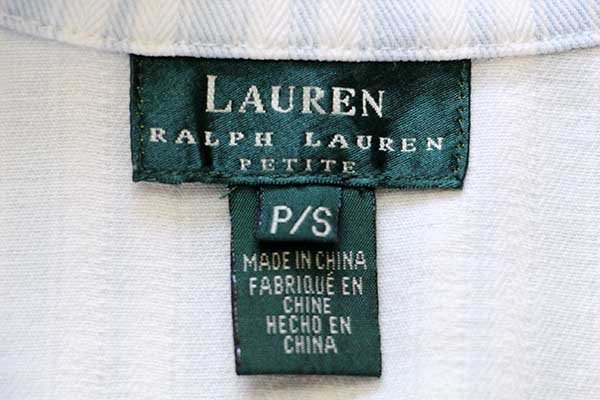 LAUREN
RALPH LAUREN
PETITE
P/S
MADE IN CHINA
FABRIQUÉ EN
CHINE
HECHO EN
CHINA